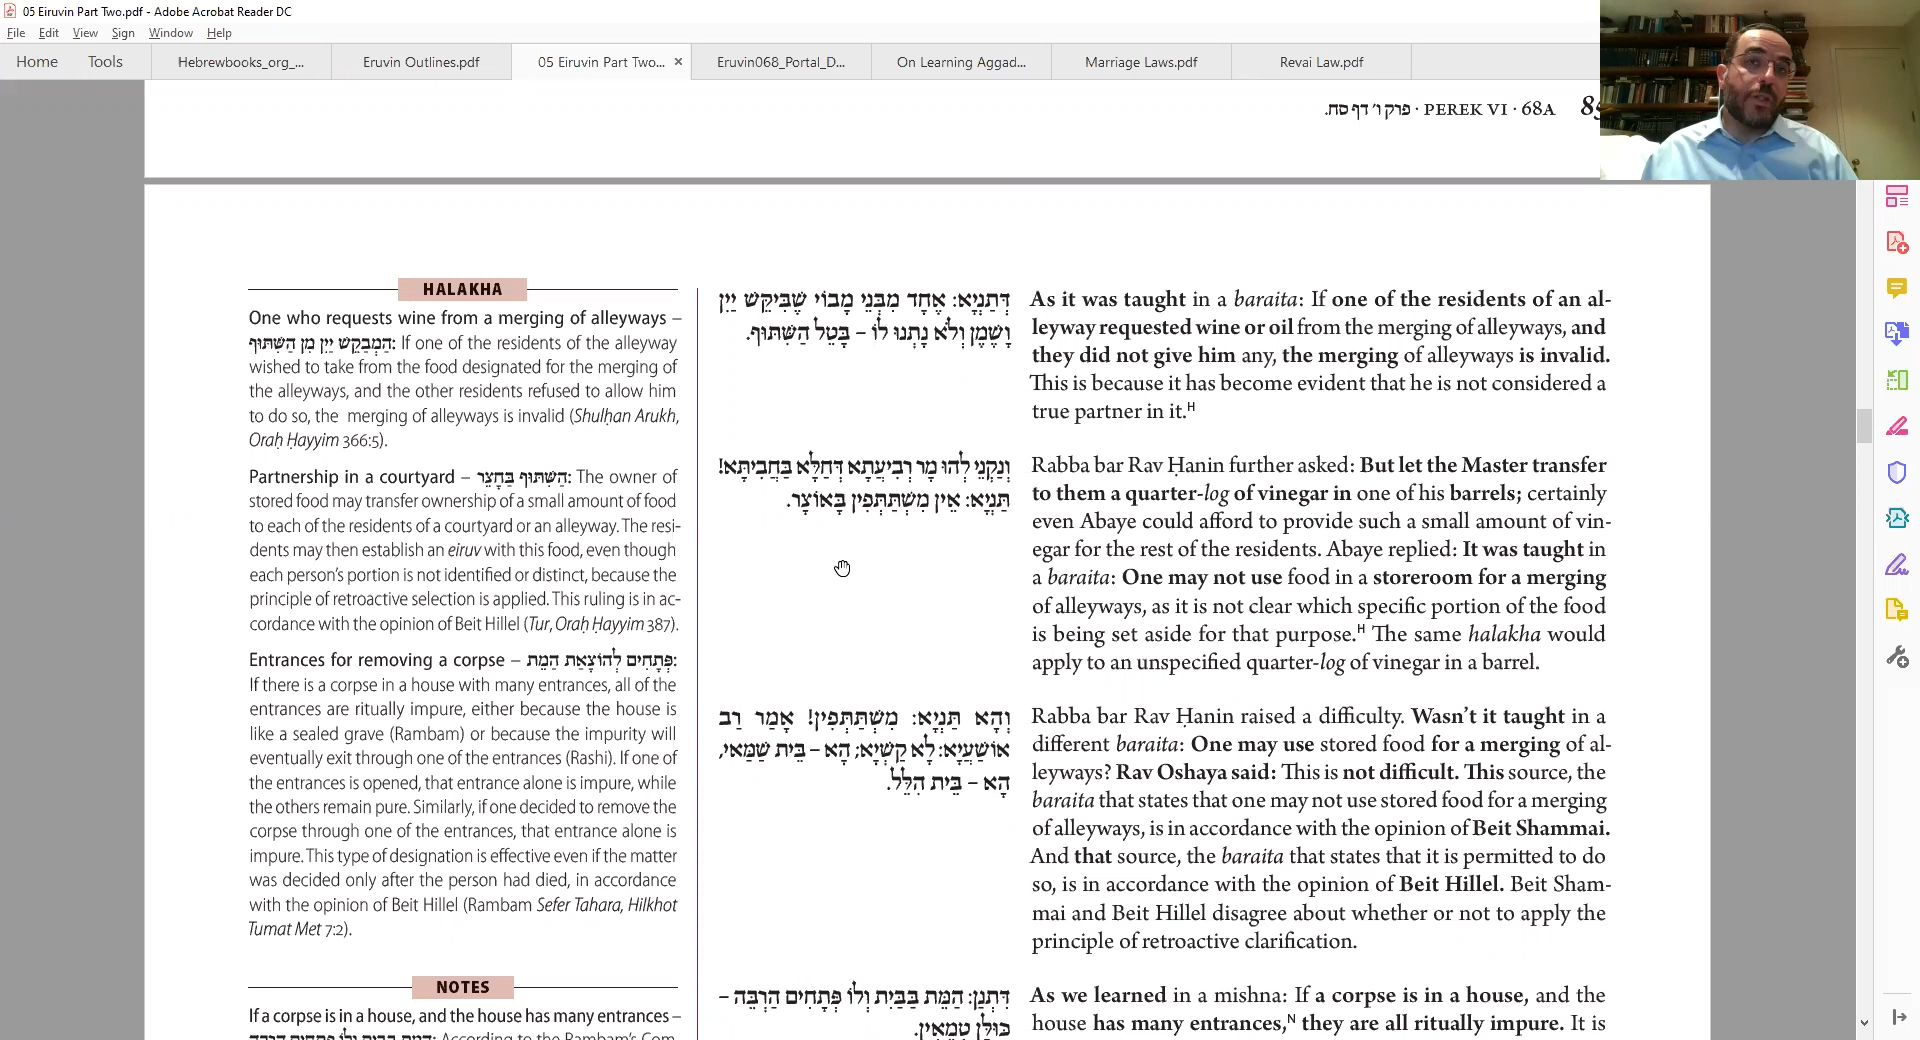 05 Eiruvin Part Two.pdf - Adobe Acrobat Reader DC
File Edit View Sign Window Help
Home Tools Hebrewbooks_org_... Eruvin Outlines.pdf 05 Eiruvin Part Two... × Eruvin068_Portal_D... On Learning Aggad... Marriage Laws.pdf Revai Law.pdf
פרק ו׳ דף סח. · PEREK VI · 68A
HALAKHA
One who requests wine from a merging of alleyways –
הַמְבַקֵּשׁ יַיִן מִן הַשִּׁתּוּף: If one of the residents of the alleyway
wished to take from the food designated for the merging of
the alleyways, and the other residents refused to allow him
to do so, the merging of alleyways is invalid (Shulḥan Arukh,
Oraḥ Ḥayyim 366:5).
Partnership in a courtyard – הַשִּׁתּוּף בֶּחָצֵר: The owner of
stored food may transfer ownership of a small amount of food
to each of the residents of a courtyard or an alleyway. The resi-
dents may then establish an eiruv with this food, even though
each person's portion is not identified or distinct, because the
principle of retroactive selection is applied. This ruling is in ac-
cordance with the opinion of Beit Hillel (Tur, Oraḥ Ḥayyim 387).
Entrances for removing a corpse – פְּתָחִים לְהוֹצָאַת הַמֵּת:
If there is a corpse in a house with many entrances, all of the
entrances are ritually impure, either because the house is
like a sealed grave (Rambam) or because the impurity will
eventually exit through one of the entrances (Rashi). If one of
the entrances is opened, that entrance alone is impure, while
the others remain pure. Similarly, if one decided to remove the
corpse through one of the entrances, that entrance alone is
impure. This type of designation is effective even if the matter
was decided only after the person had died, in accordance
with the opinion of Beit Hillel (Rambam Sefer Tahara, Hilkhot
Tumat Met 7:2).
NOTES
If a corpse is in a house, and the house has many entrances –
דְּתַנְיָא: אֶחָד מִבְּנֵי מָבוֹי שֶׁבִּיקֵּשׁ יַיִן
וָשֶׁמֶן וְלֹא נָתְנוּ לוֹ – בָּטֵל הַשִּׁתּוּף.
וְנַקְנֵי לְהוּ מָר רְבִיעֲתָא דְּחַלָּא בַּחֲבִיתָּא!
תַּנְיָא: אֵין מִשְׁתַּתְּפִין בָּאוֹצָר.
וְהָא תַּנְיָא: מִשְׁתַּתְּפִין! אָמַר רַב
אוֹשַׁעְיָא: לָא קַשְׁיָא; הָא – בֵּית שַׁמַּאי,
הָא – בֵּית הִלֵּל.
דִּתְנַן: הַמֵּת בַּבַּיִת וְלוֹ פְּתָחִים הַרְבֵּה –
כּוּלָּן טְמֵאִין.
As it was taught in a baraita: If one of the residents of an al-
leyway requested wine or oil from the merging of alleyways, and
they did not give him any, the merging of alleyways is invalid.
This is because it has become evident that he is not considered a
true partner in it.H
Rabba bar Rav Ḥanin further asked: But let the Master transfer
to them a quarter-log of vinegar in one of his barrels; certainly
even Abaye could afford to provide such a small amount of vin-
egar for the rest of the residents. Abaye replied: It was taught in
a baraita: One may not use food in a storeroom for a merging
of alleyways, as it is not clear which specific portion of the food
is being set aside for that purpose.H The same halakha would
apply to an unspecified quarter-log of vinegar in a barrel.
Rabba bar Rav Ḥanin raised a difficulty. Wasn't it taught in a
different baraita: One may use stored food for a merging of al-
leyways? Rav Oshaya said: This is not difficult. This source, the
baraita that states that one may not use stored food for a merging
of alleyways, is in accordance with the opinion of Beit Shammai.
And that source, the baraita that states that it is permitted to do
so, is in accordance with the opinion of Beit Hillel. Beit Sham-
mai and Beit Hillel disagree about whether or not to apply the
principle of retroactive clarification.
As we learned in a mishna: If a corpse is in a house, and the
house has many entrances,N they are all ritually impure. It is